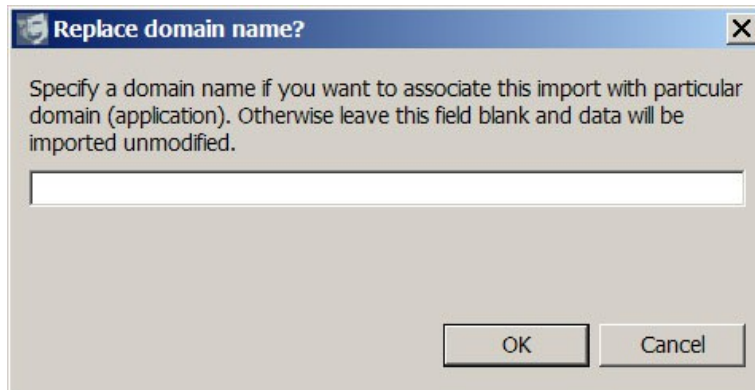 Replace domain name?
Specify a domain name if you want to associate this import with particular
domain (application). Otherwise leave this field blank and data will be
imported unmodified.
OK
Cancel